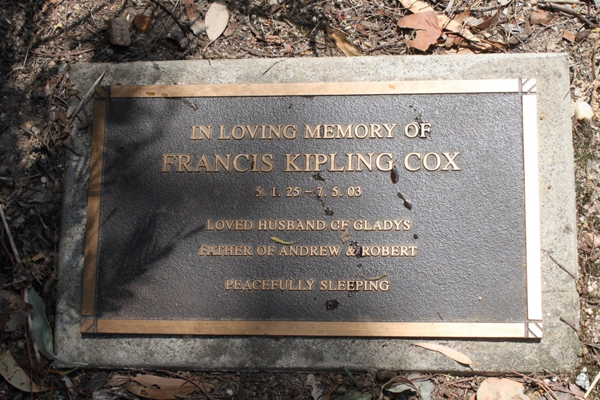 IN LOVING MEMORY OF
FRANCIS KIPLING COX
5. 1. 25 – 7. 5. 03
LOVED HUSBAND OF GLADYS
FATHER OF ANDREW & ROBERT
PEACEFULLY SLEEPING